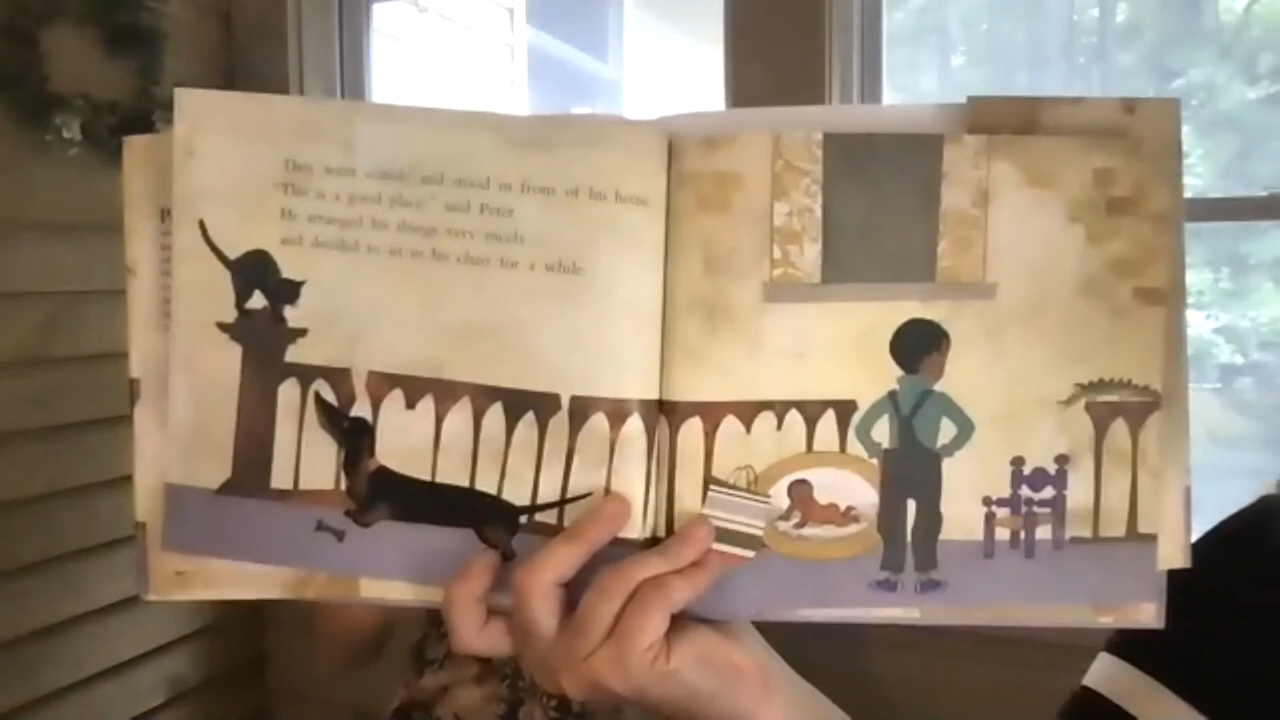 They went outside and stood in front of his house.
"This is a good place," said Peter.
He arranged his things very nicely
and decided to sit in his chair for a while.